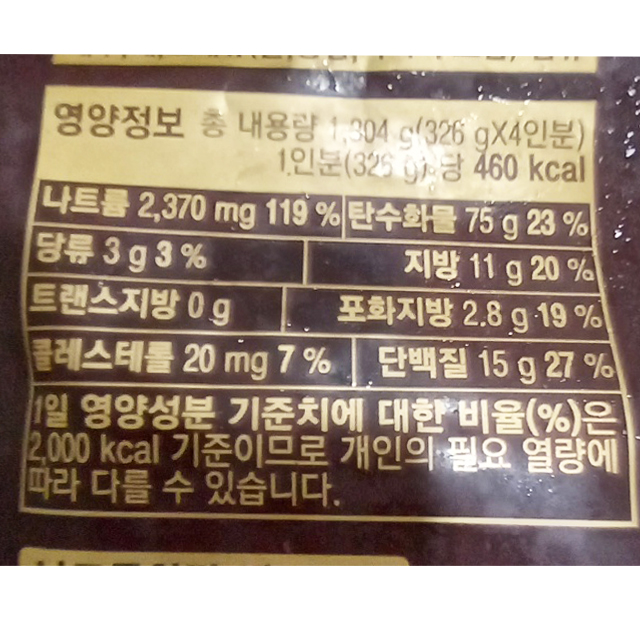 영양정보 총 내용량 1,304 g(326 gX4인분)
1인분(326 g)당 460 kcal
나트륨 2,370 mg 119 % 탄수화물 75 g 23 %
당류 3 g 3 % 지방 11 g 20 %
트랜스지방 0 g 포화지방 2.8 g 19 %
콜레스테롤 20 mg 7 % 단백질 15 g 27 %
1일 영양성분 기준치에 대한 비율(%)은
2,000 kcal 기준이므로 개인의 필요 열량에
따라 다를 수 있습니다.